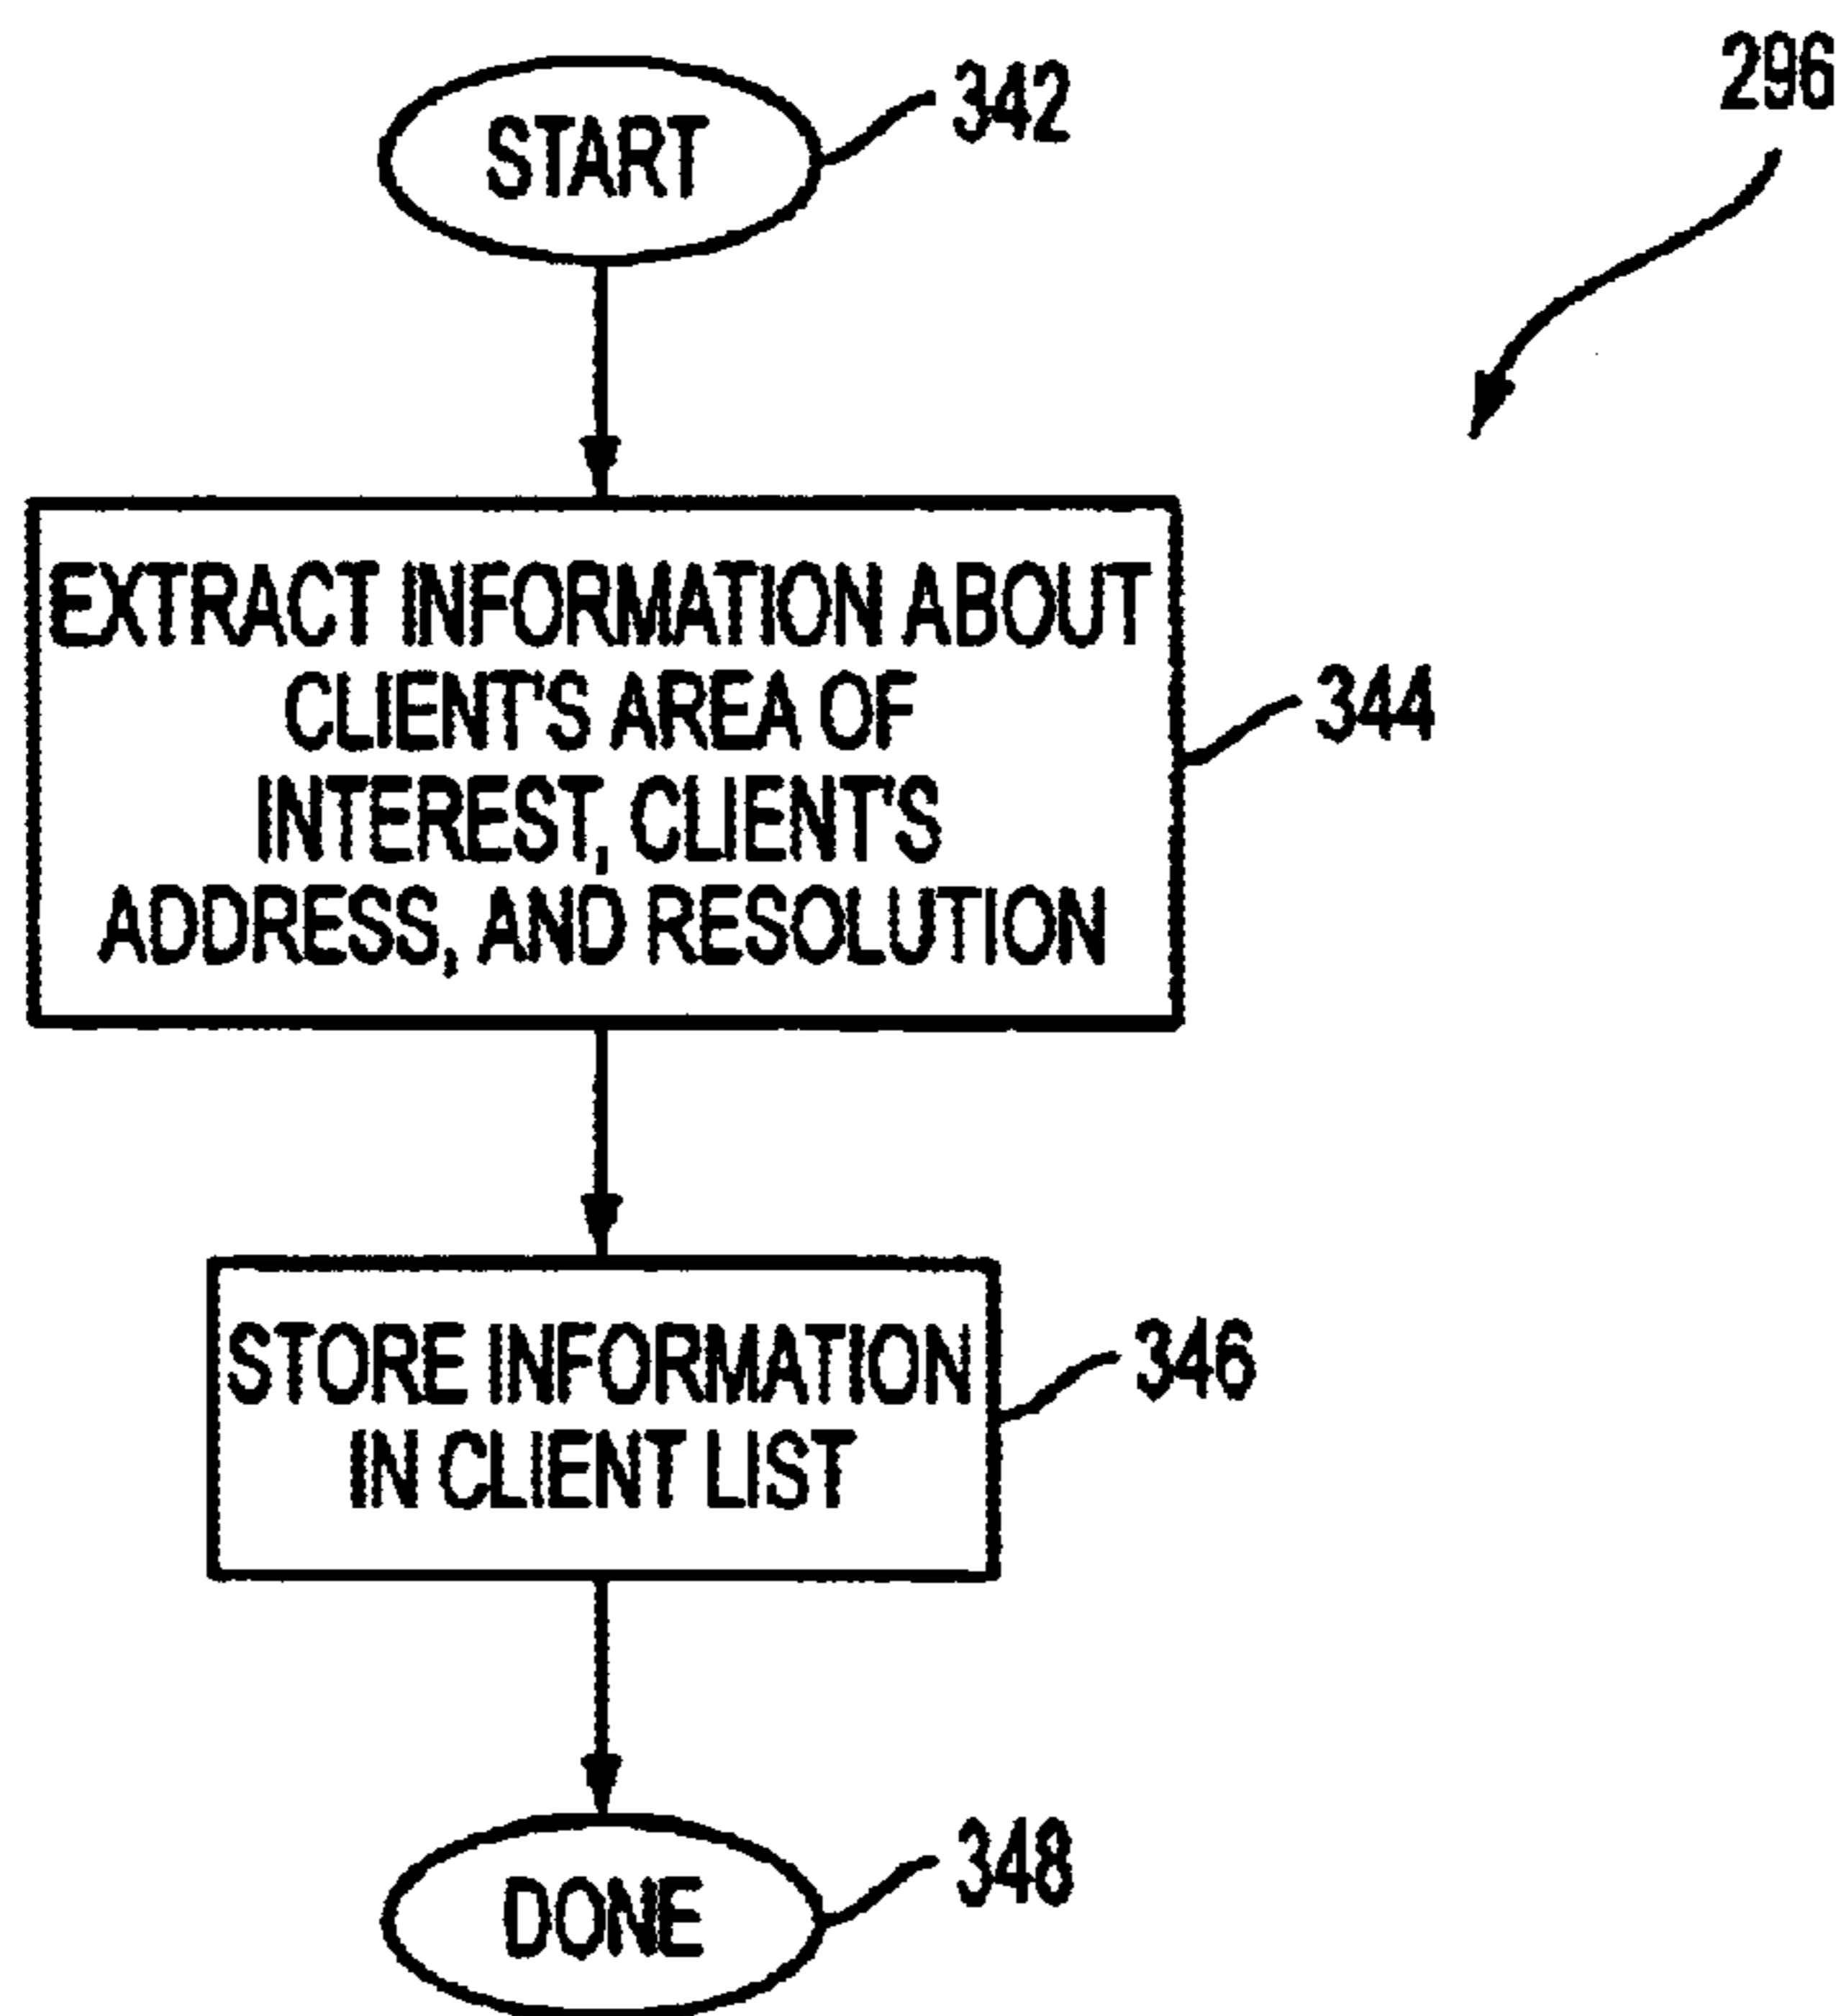 START
342
296
EXTRACT INFORMATION ABOUT
CLIENT'S AREA OF
INTEREST, CLIENT'S
ADDRESS, AND RESOLUTION
344
STORE INFORMATION
IN CLIENT LIST
346
DONE
348